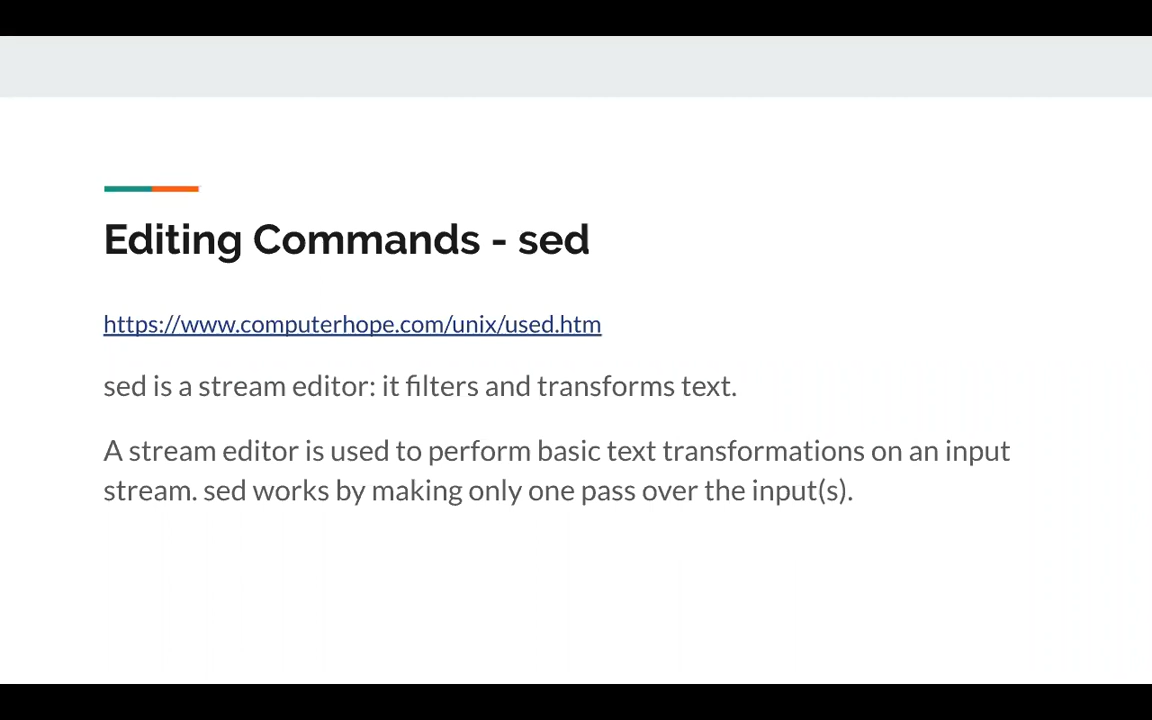 Editing Commands - sed
https://www.computerhope.com/unix/used.htm
sed is a stream editor: it filters and transforms text.
A stream editor is used to perform basic text transformations on an input
stream. sed works by making only one pass over the input(s).